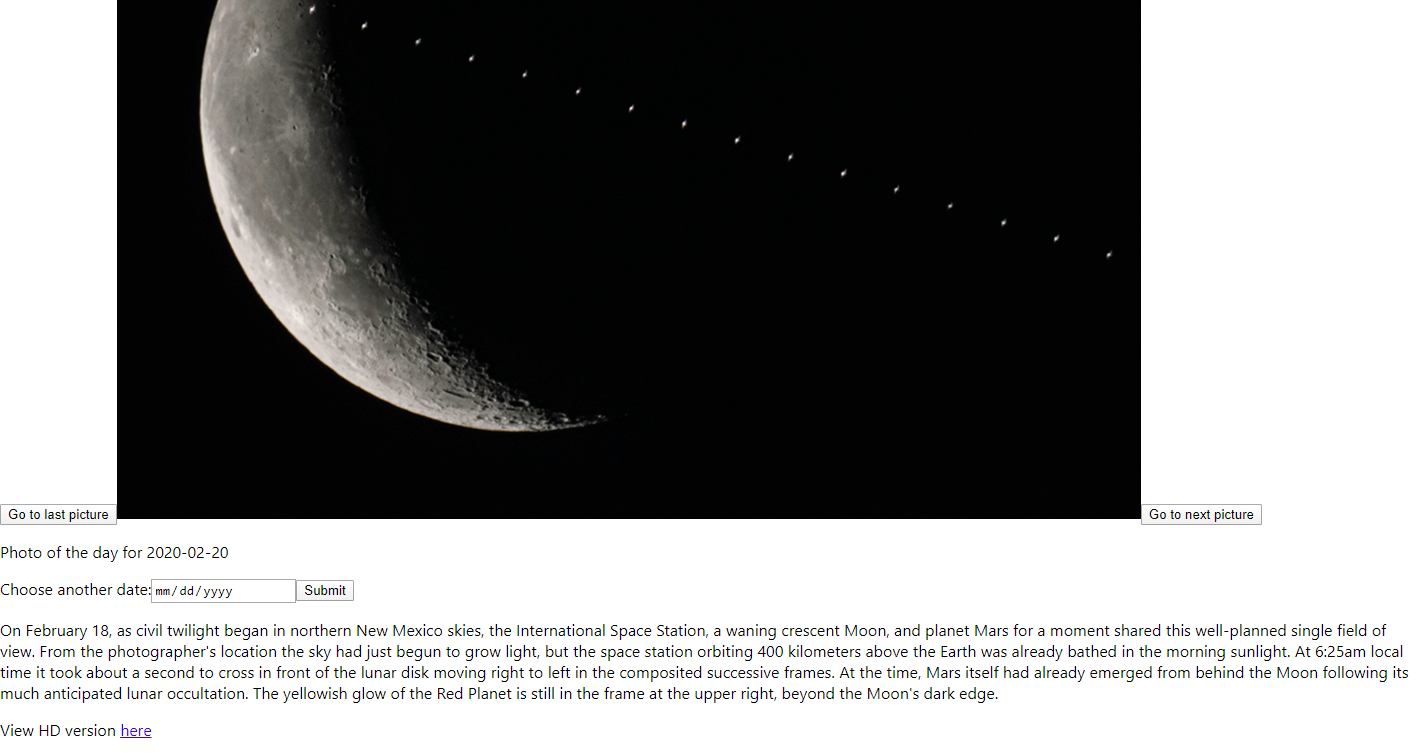 Go to last picture
Go to next picture
Photo of the day for 2020-02-20
Choose another date: mm/dd/yyyy Submit
On February 18, as civil twilight began in northern New Mexico skies, the International Space Station, a waning crescent Moon, and planet Mars for a moment shared this well-planned single field of
view. From the photographer's location the sky had just begun to grow light, but the space station orbiting 400 kilometers above the Earth was already bathed in the morning sunlight. At 6:25am local
time it took about a second to cross in front of the lunar disk moving right to left in the composited successive frames. At the time, Mars itself had already emerged from behind the Moon following its
much anticipated lunar occultation. The yellowish glow of the Red Planet is still in the frame at the upper right, beyond the Moon's dark edge.
View HD version here